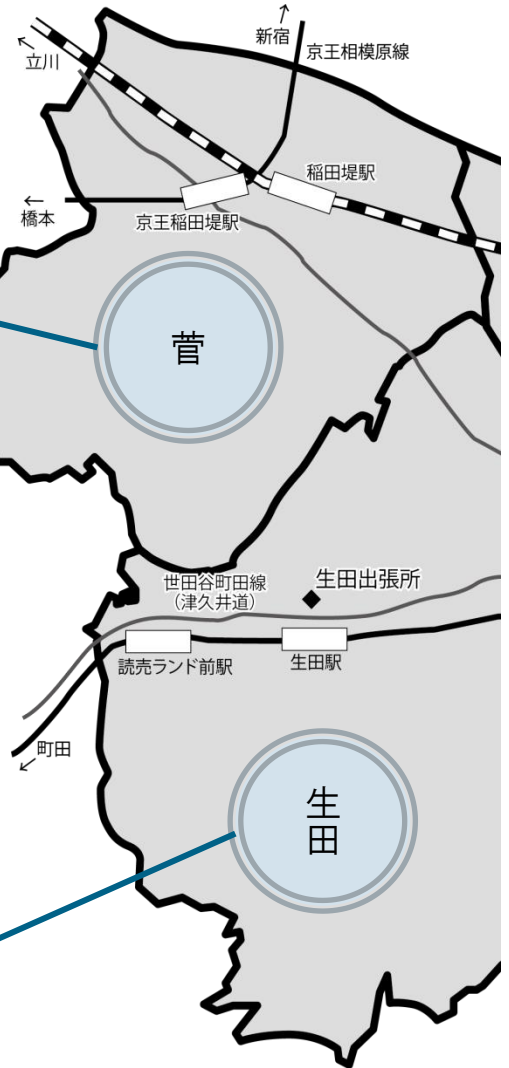 ↑
新宿
京王相模原線
←
立川
稲田堤駅
←
橋本
京王稲田堤駅
菅
世田谷町田線
(津久井道)
生田出張所
読売ランド前駅
生田駅
町田
←
生田